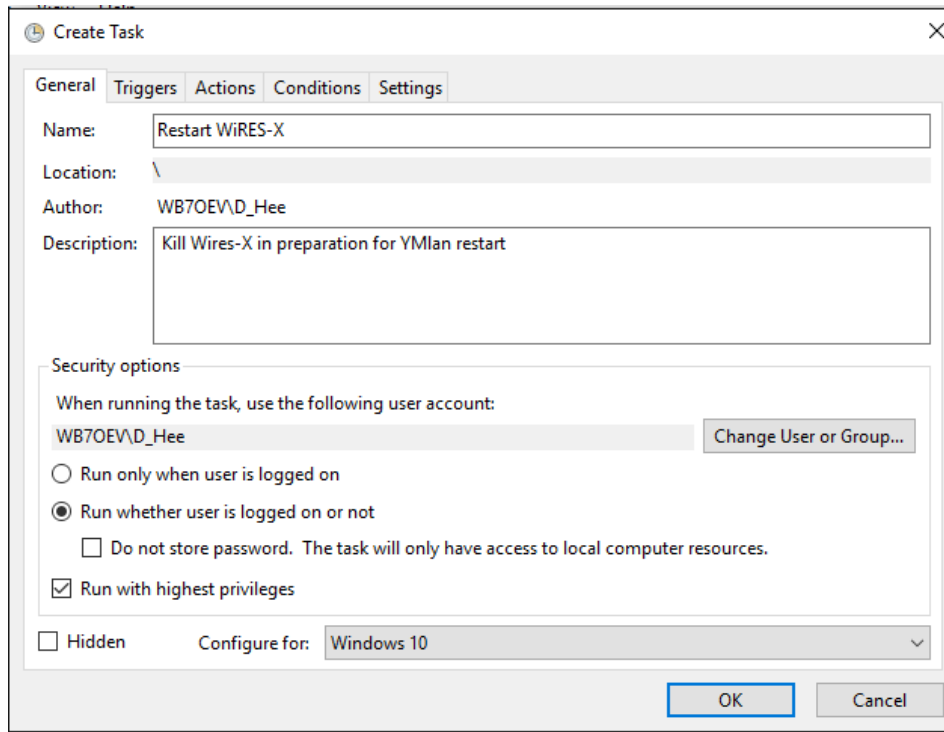 Create Task
General Triggers Actions Conditions Settings
Name: Restart WiRES-X
Location: \
Author: WB7OEV\D_Hee
Description: Kill Wires-X in preparation for YMlan restart
Security options
When running the task, use the following user account:
WB7OEV\D_Hee Change User or Group...
Run only when user is logged on
Run whether user is logged on or not
Do not store password. The task will only have access to local computer resources.
Run with highest privileges
Hidden Configure for: Windows 10
OK Cancel